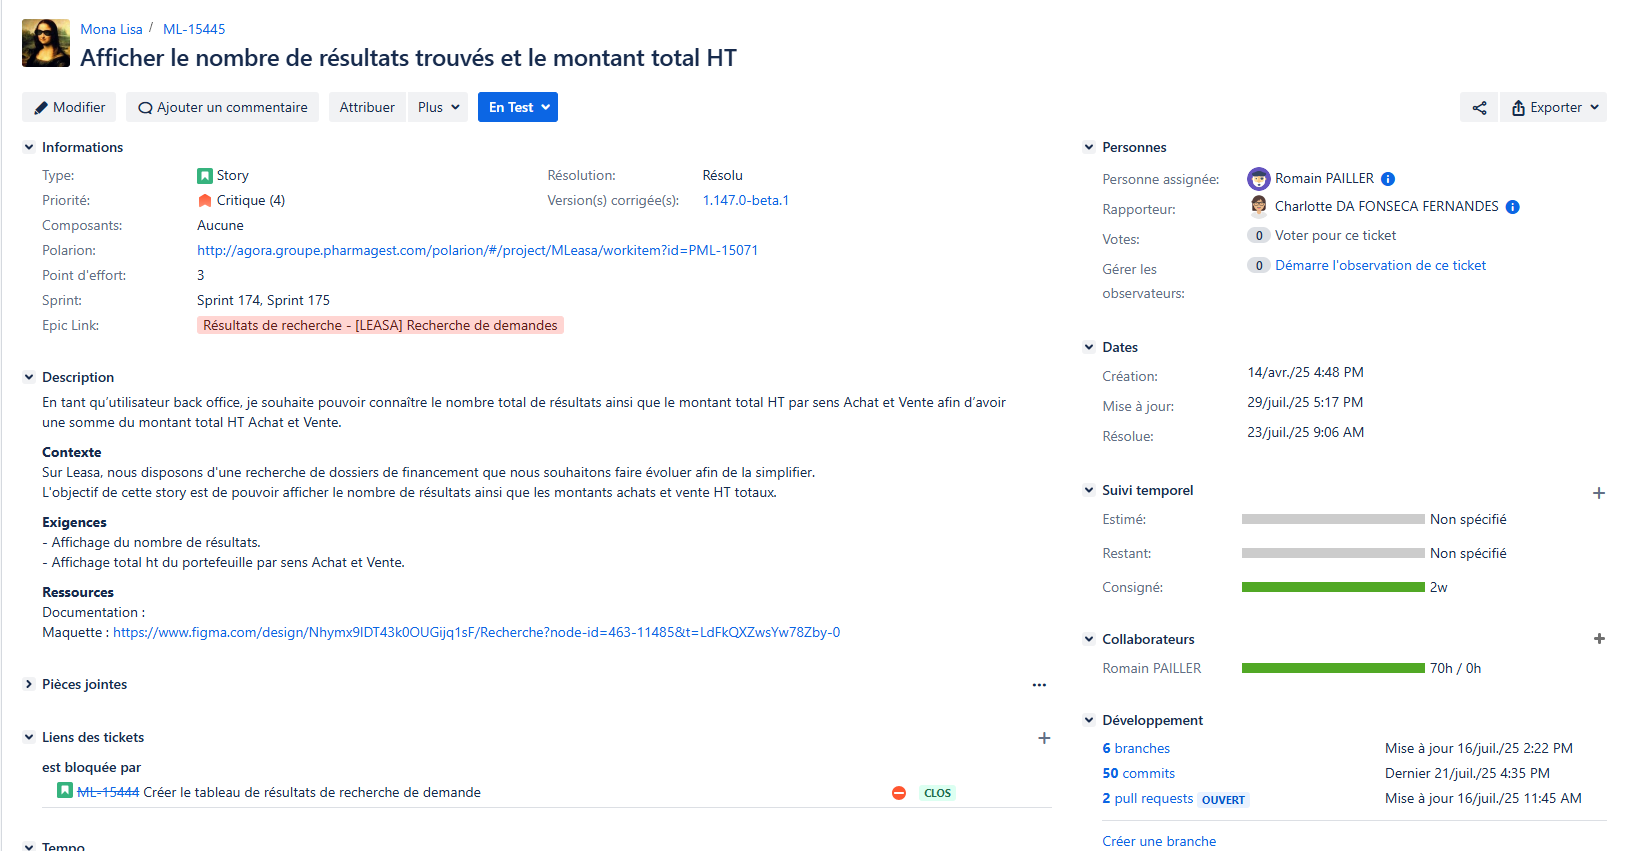 Mona Lisa / ML-15445
Afficher le nombre de résultats trouvés et le montant total HT
Modifier Ajouter un commentaire Attribuer Plus En Test Exporter
Informations
Type: Story Résolution: Résolu
Priorité: Critique (4) Version(s) corrigée(s): 1.147.0-beta.1
Composants: Aucune
Polarion: http://agora.groupe.pharmagest.com/polarion/#/project/MLeasa/workitem?id=PML-15071
Point d'effort: 3
Sprint: Sprint 174, Sprint 175
Epic Link: Résultats de recherche - [LEASA] Recherche de demandes
Description
En tant qu’utilisateur back office, je souhaite pouvoir connaître le nombre total de résultats ainsi que le montant total HT par sens Achat et Vente afin d’avoir
une somme du montant total HT Achat et Vente.
Contexte
Sur Leasa, nous disposons d'une recherche de dossiers de financement que nous souhaitons faire évoluer afin de la simplifier.
L'objectif de cette story est de pouvoir afficher le nombre de résultats ainsi que les montants achats et vente HT totaux.
Exigences
- Affichage du nombre de résultats.
- Affichage total ht du portefeuille par sens Achat et Vente.
Ressources
Documentation :
Maquette : https://www.figma.com/design/Nhymx9IDT43k0OUGijq1sF/Recherche?node-id=463-11485&t=LdFkQXZwsYw78Zby-0
Pièces jointes
Liens des tickets
est bloquée par
ML-15444 Créer le tableau de résultats de recherche de demande CLOS
Tempo
Personnes
Personne assignée: Romain PAILLER
Rapporteur: Charlotte DA FONSECA FERNANDES
Votes: 0 Voter pour ce ticket
Gérer les 0 Démarre l'observation de ce ticket
observateurs:
Dates
Création: 14/avr./25 4:48 PM
Mise à jour: 29/juil./25 5:17 PM
Résolue: 23/juil./25 9:06 AM
Suivi temporel
Estimé: Non spécifié
Restant: Non spécifié
Consigné: 2w
Collaborateurs
Romain PAILLER 70h / 0h
Développement
6 branches Mise à jour 16/juil./25 2:22 PM
50 commits Dernier 21/juil./25 4:35 PM
2 pull requests OUVERT Mise à jour 16/juil./25 11:45 AM
Créer une branche